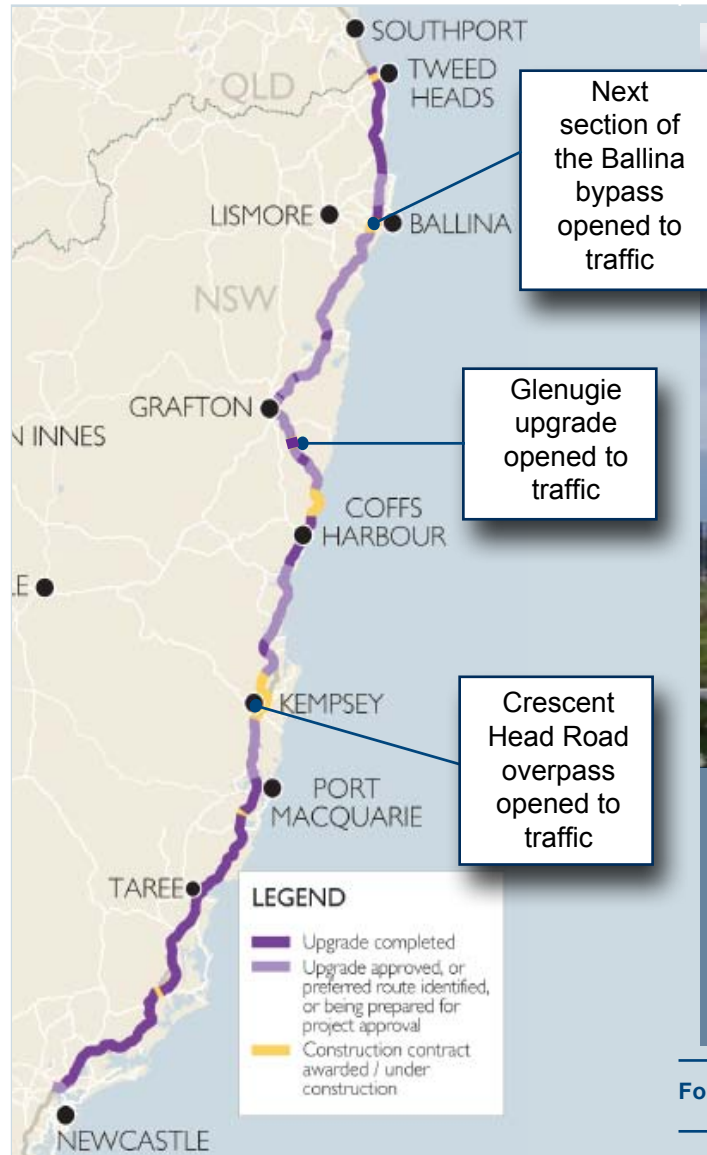 SOUTHPORT
TWEED
HEADS
QLD
Next
section of
the Ballina
bypass
opened to
traffic
LISMORE
BALLINA
NSW
GRAFTON
N INNES
Glenugie
upgrade
opened to
traffic
COFFS
HARBOUR
LE
KEMPSEY
Crescent
Head Road
overpass
opened to
traffic
PORT
MACQUARIE
TAREE
LEGEND
Upgrade completed
Upgrade approved, or
preferred route identified,
or being prepared for
project approval
Construction contract
awarded / under
construction
Fo
NEWCASTLE